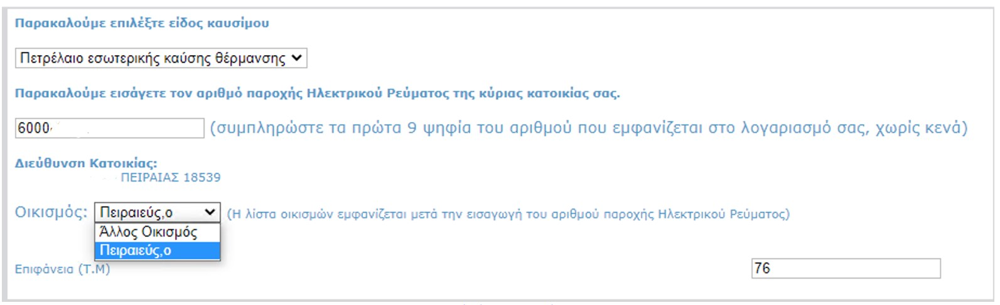 Παρακαλούμε επιλέξτε είδος καυσίμου
Πετρέλαιο εσωτερικής καύσης θέρμανσης
Παρακαλούμε εισάγετε τον αριθμό παροχής Ηλεκτρικού Ρεύματος της κύριας κατοικίας σας.
6000 (συμπληρώστε τα πρώτα 9 ψηφία του αριθμού που εμφανίζεται στο λογαριασμό σας, χωρίς κενά)
Διεύθυνση Κατοικίας:
ΠΕΙΡΑΙΑΣ 18539
Οικισμός: Πειραιεύς,ο (Η λίστα οικισμών εμφανίζεται μετά την εισαγωγή του αριθμού παροχής Ηλεκτρικού Ρεύματος)
Άλλος Οικισμός
Πειραιεύς,ο
Επιφάνεια (Τ.Μ) 76